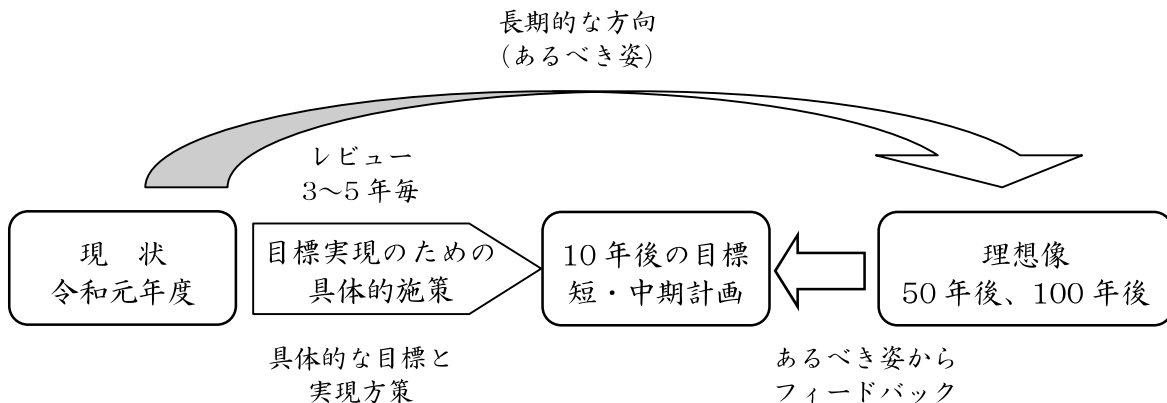 長期的な方向
(あるべき姿)
レビュー
3～5年毎
現　状
令和元年度
目標実現のための
具体的施策
10年後の目標
短・中期計画
理想像
50年後、100年後
具体的な目標と
実現方策
あるべき姿から
フィードバック